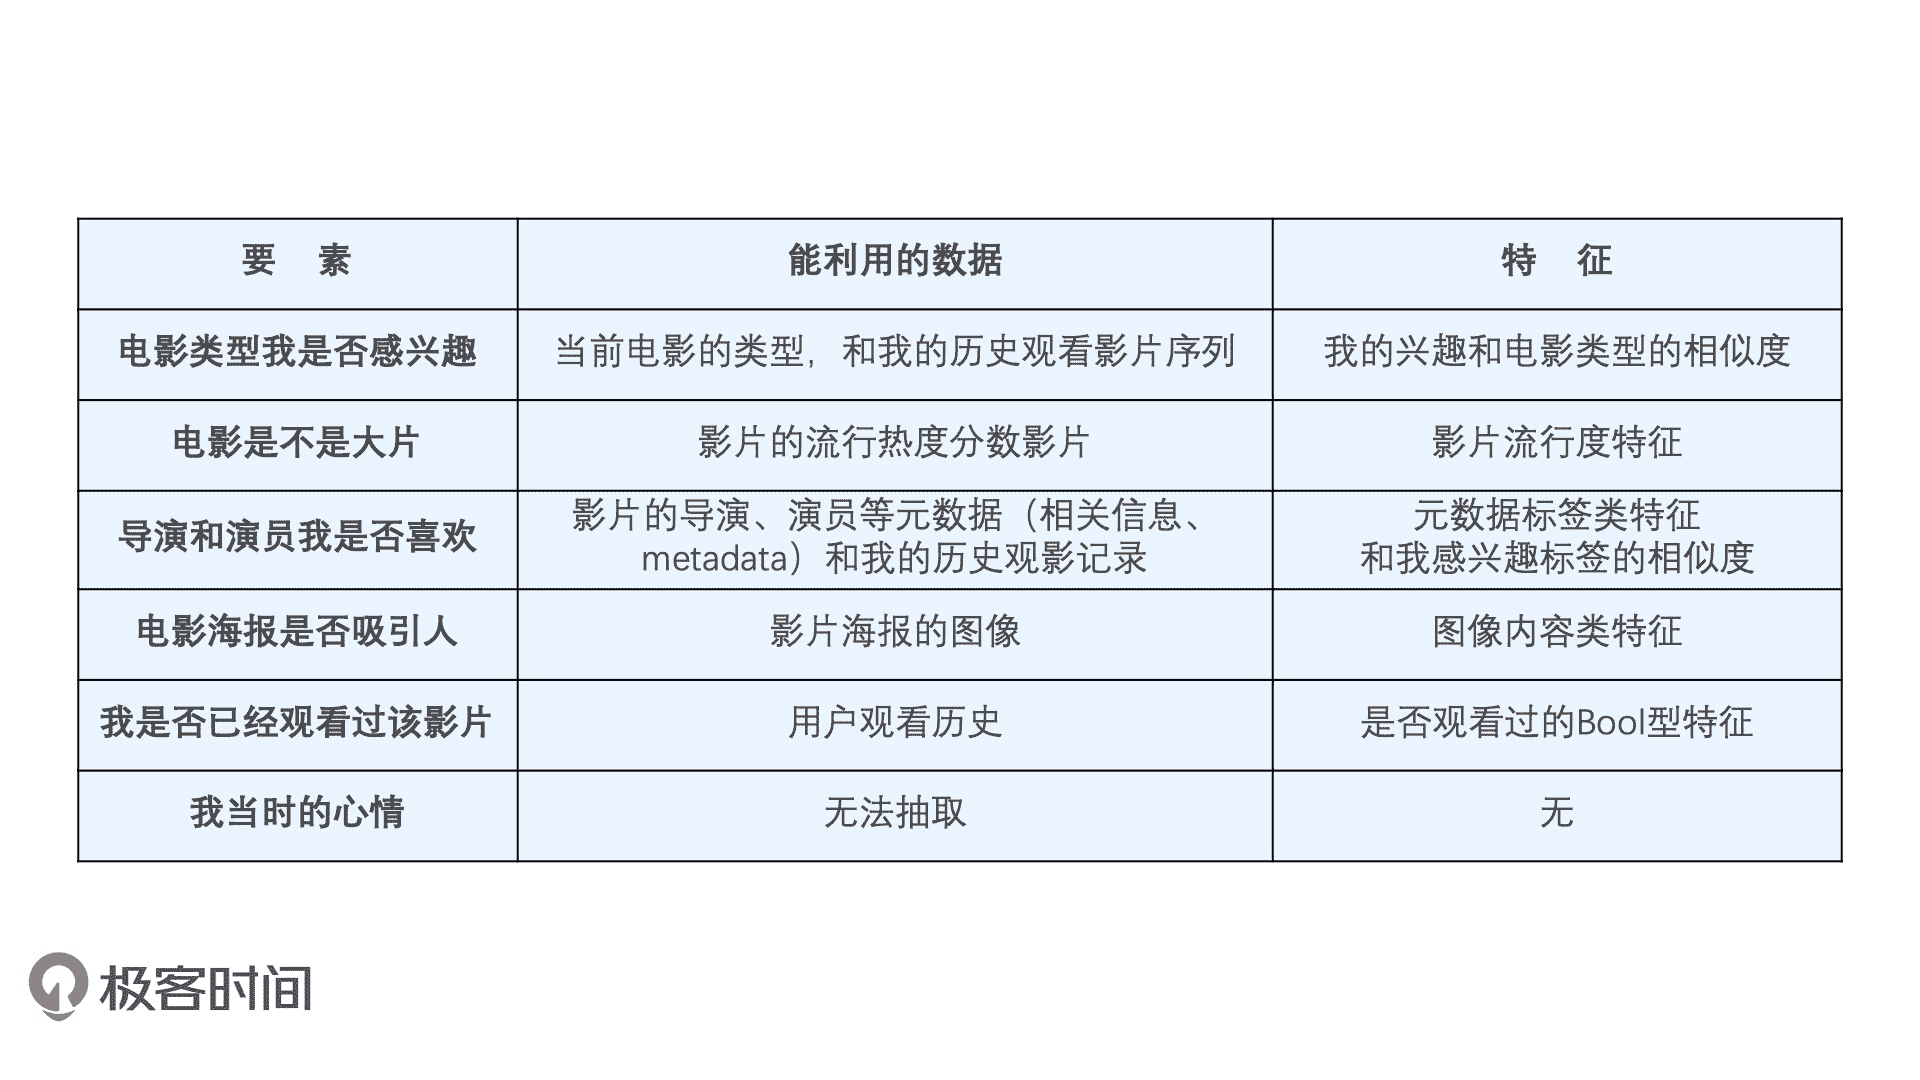 要 素 能利用的数据 特 征
电影类型我是否感兴趣 当前电影的类型，和我的历史观看影片序列 我的兴趣和电影类型的相似度
电影是不是大片 影片的流行热度分数影片 影片流行度特征
导演和演员我是否喜欢
影片的导演、演员等元数据（相关信息、
metadata）和我的历史观影记录
元数据标签类特征
和我感兴趣标签的相似度
电影海报是否吸引人 影片海报的图像 图像内容类特征
我是否已经观看过该影片 用户观看历史 是否观看过的Bool型特征
我当时的心情 无法抽取 无
极客时间